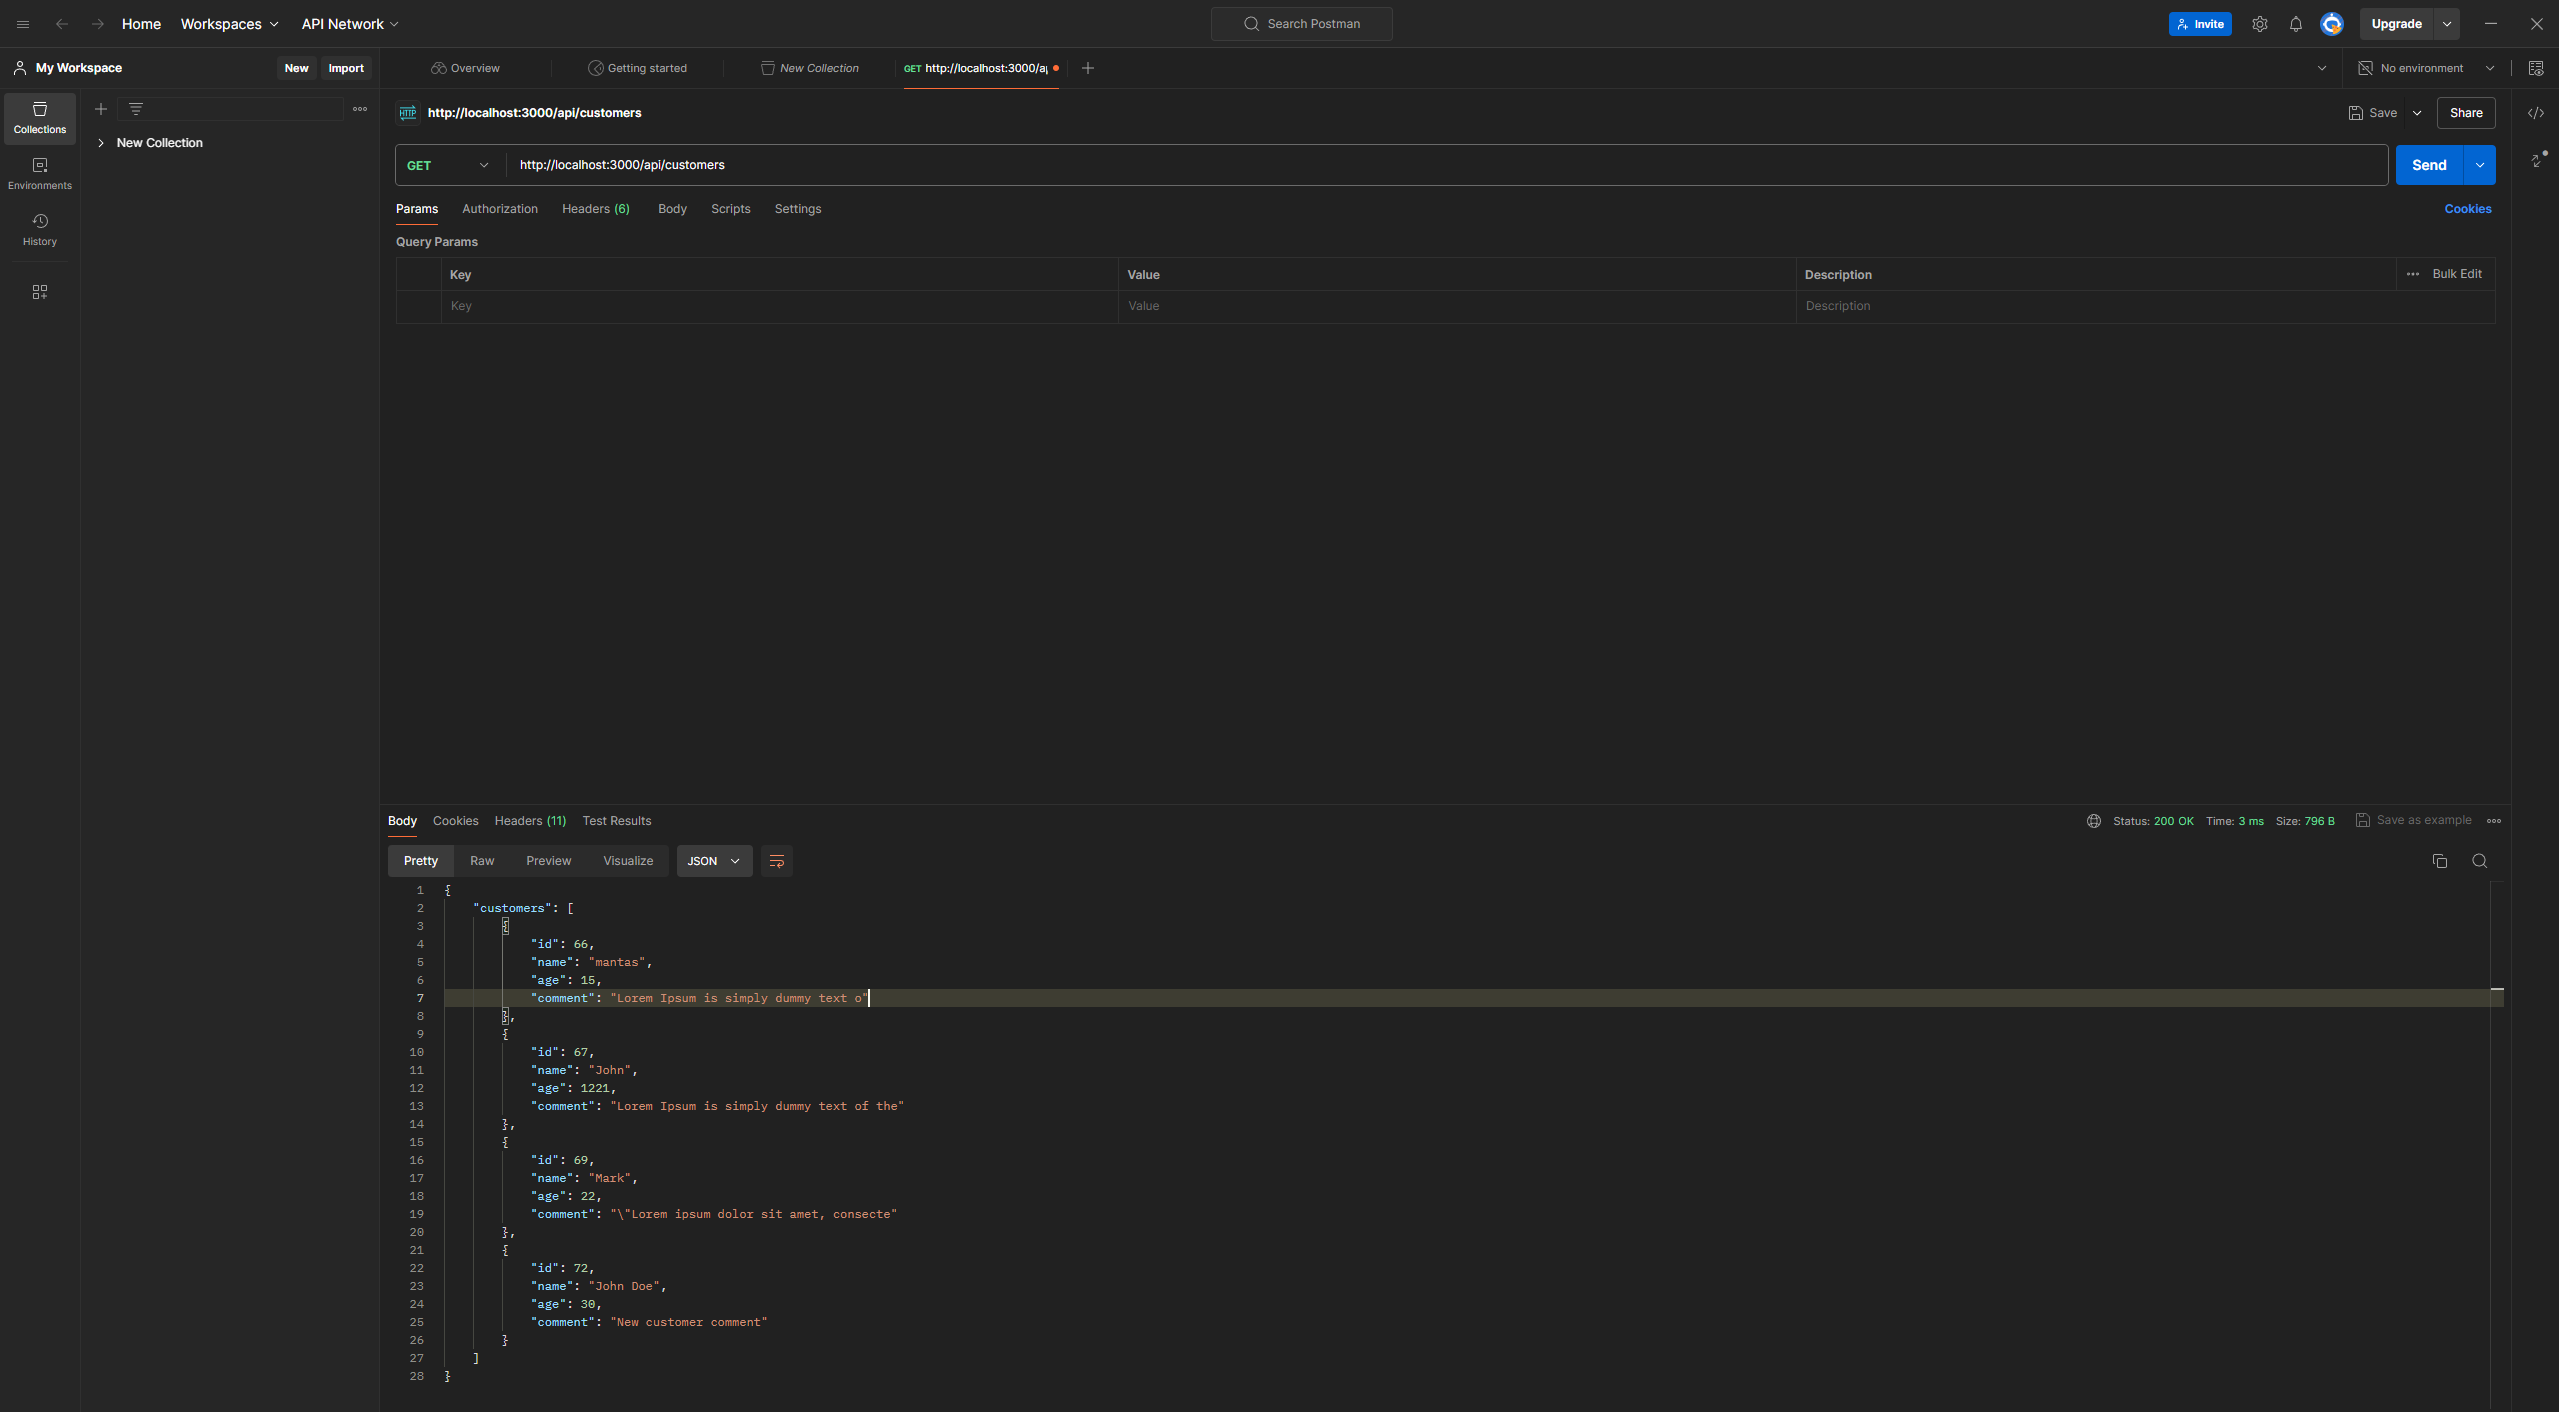 Home Workspaces API Network Search Postman Invite Upgrade
My Workspace New Import Overview Getting started New Collection GET http://localhost:3000/a No environment
Collections
New Collection
Environments
History
HTTP http://localhost:3000/api/customers Save Share
GET http://localhost:3000/api/customers Send
Params Authorization Headers (6) Body Scripts Settings Cookies
Query Params
Key Value Description Bulk Edit
Key Value Description
Body Cookies Headers (11) Test Results Status: 200 OK Time: 3 ms Size: 796 B Save as example
Pretty Raw Preview Visualize JSON
1 {
2 "customers": [
3 {
4 "id": 66,
5 "name": "mantas",
6 "age": 15,
7 "comment": "Lorem Ipsum is simply dummy text o"
8 },
9 {
10 "id": 67,
11 "name": "John",
12 "age": 1221,
13 "comment": "Lorem Ipsum is simply dummy text of the"
14 },
15 {
16 "id": 69,
17 "name": "Mark",
18 "age": 22,
19 "comment": "\"Lorem ipsum dolor sit amet, consecte"
20 },
21 {
22 "id": 72,
23 "name": "John Doe",
24 "age": 30,
25 "comment": "New customer comment"
26 }
27 ]
28 }